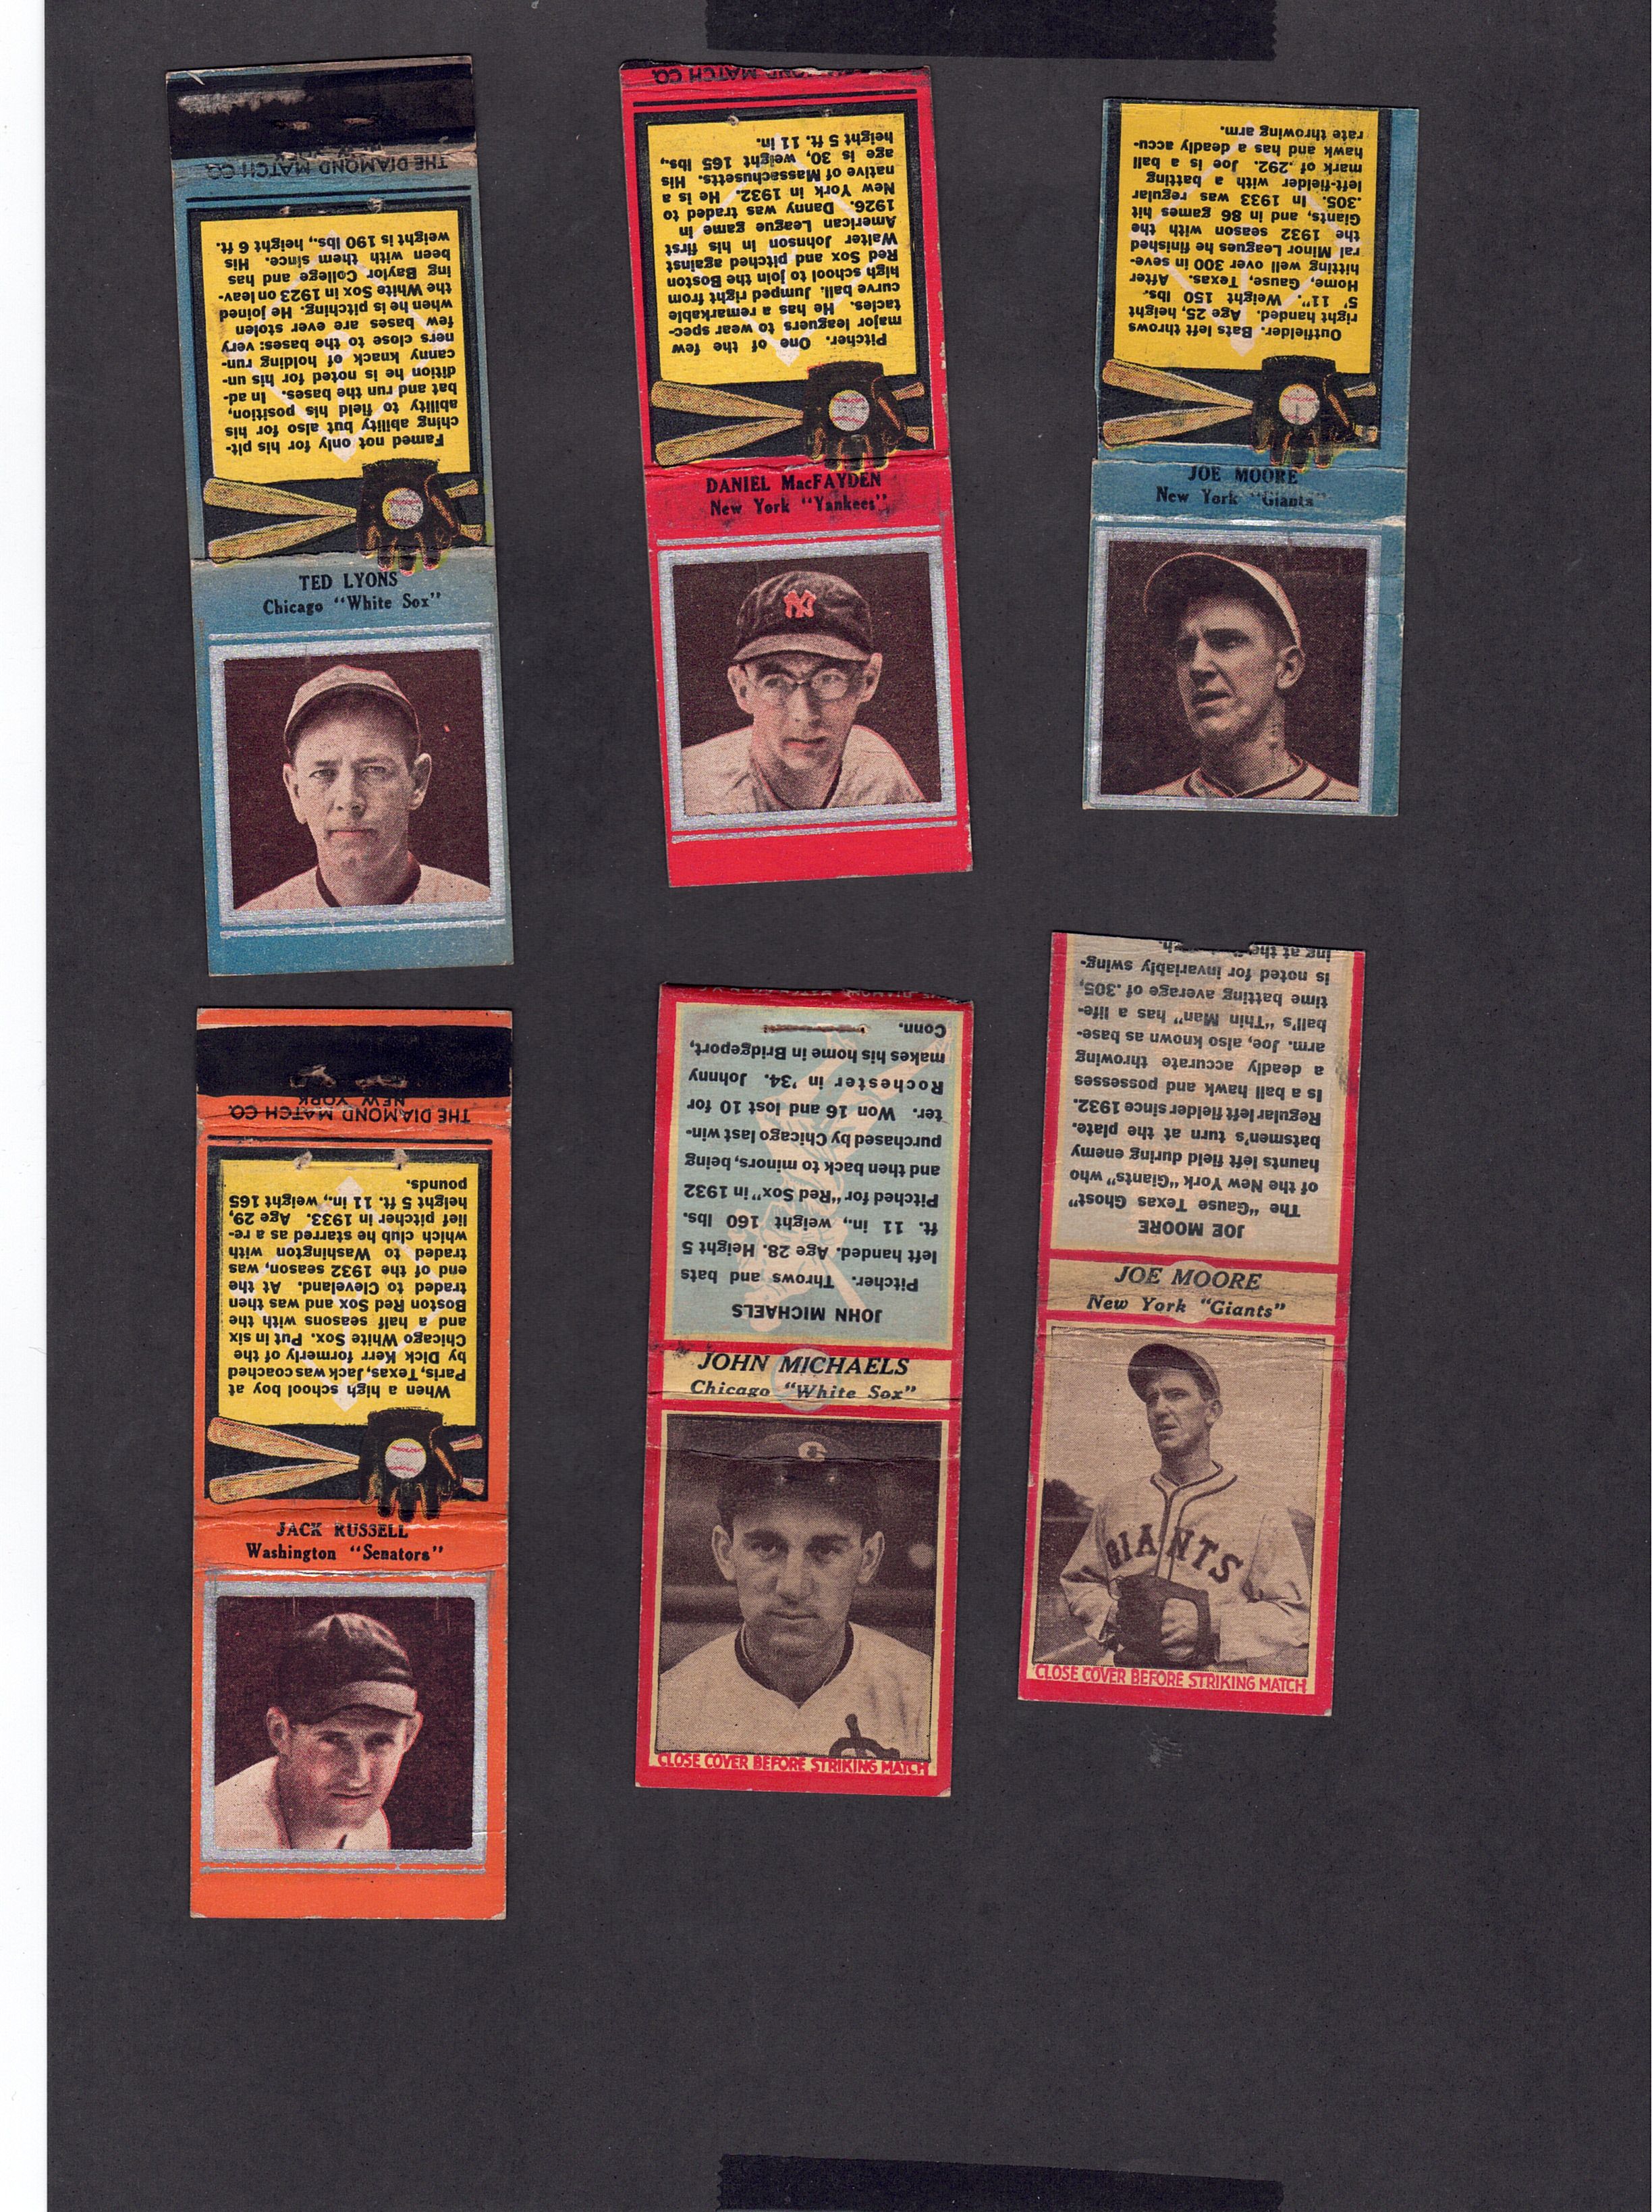 THE DIAMOND MATCH CO.
NEW YORK
Famed not only for his pit-
ching ability but also for his
ability to field his position,
bat and run the bases. In ad-
dition he is noted for his un-
canny knack of holding run-
ners close to the bases: very
few bases are ever stolen
when he is pitching. He joined
the White Sox in 1923 on leav-
ing Baylor College and has
been with them since. His
weight is 190 lbs., height 6 ft.
TED LYONS
Chicago "White Sox"
THE DIAMOND MATCH CO.
Pitcher. One of the few
major leaguers to wear spec-
tacles. He has a remarkable
curve ball. Jumped right from
high school to join the Boston
Red Sox and pitched against
Walter Johnson in his first
American League game in
1926. Danny was traded to
New York in 1932. He is a
native of Massachusetts. His
age is 30, weight 165 lbs.,
height 5 ft. 11 in.
DANIEL MacFAYDEN
New York "Yankees"
NY
Outfielder. Bats left throws
right handed. Age 25, height
5' 11". Weight 150 lbs.
Home, Gause, Texas. After
hitting well over 300 in seve-
ral Minor Leagues he finished
the 1932 season with the
Giants, and in 86 games hit
.305. In 1933 was regular
left-fielder with a batting
mark of .292. Joe is a ball
hawk and has a deadly accu-
rate throwing arm.
JOE MOORE
New York "Giants"
THE DIAMOND MATCH CO.
NEW YORK
When a high school boy at
Paris, Texas, Jack was coached
by Dick Kerr formerly of the
Chicago White Sox. Put in six
and a half seasons with the
Boston Red Sox and was then
traded to Cleveland. At the
end of the 1932 season, was
traded to Washington with
which club he starred as a re-
lief pitcher in 1933. Age 29,
height 5 ft. 11 in., weight 165
pounds.
JACK RUSSELL
Washington "Senators"
JOHN MICHAELS
Pitcher. Throws and bats
left handed. Age 28. Height 5
ft. 11 in., weight 160 lbs.
Pitched for "Red Sox" in 1932
and then back to minors, being
purchased by Chicago last win-
ter. Won 16 and lost 10 for
Rochester in '34. Johnny
makes his home in Bridgeport,
Conn.
JOHN MICHAELS
Chicago "White Sox"
CLOSE COVER BEFORE STRIKING MATCH
JOE MOORE
The "Gause Texas Ghost"
of the New York "Giants" who
haunts left field during enemy
batsmen's turn at the plate.
Regular left fielder since 1932.
Is a ball hawk and possesses
a deadly accurate throwing
arm. Joe, also known as base-
ball's "Thin Man" has a life-
time batting average of .305,
is noted for invariably swing-
ing at the
JOE MOORE
New York "Giants"
GIANTS
CLOSE COVER BEFORE STRIKING MATCH